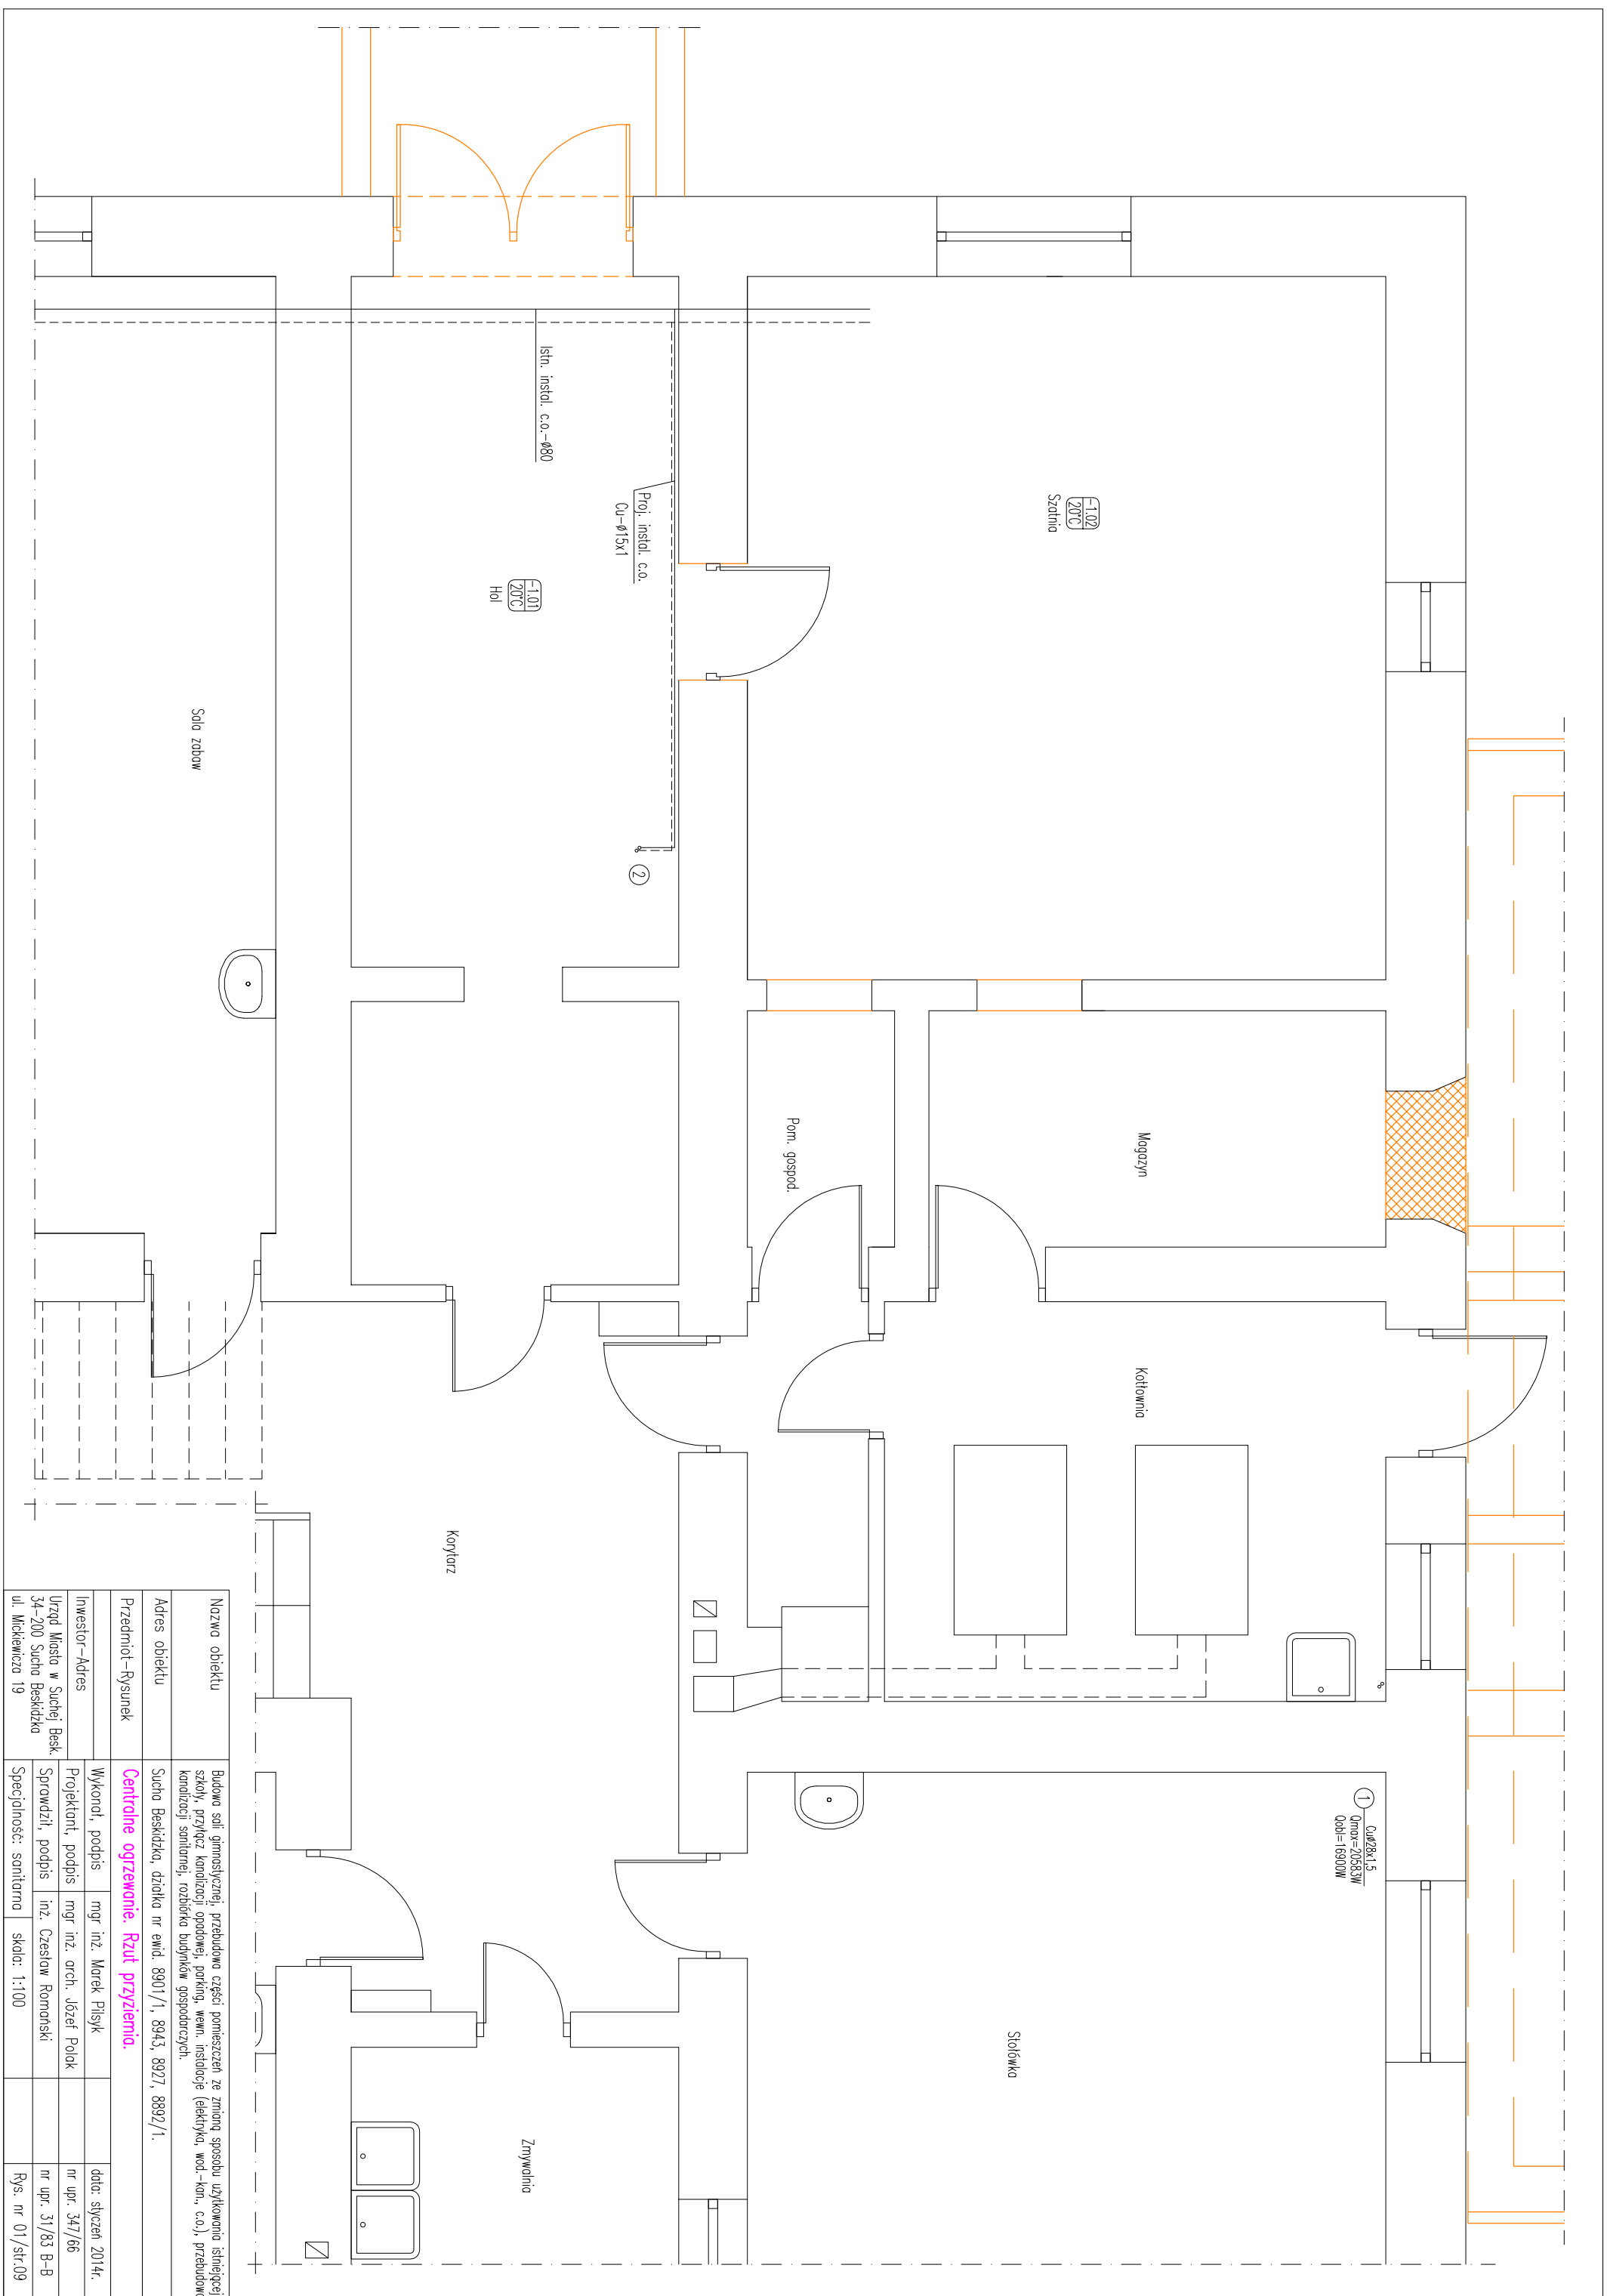 1
CuØ28x1,5
Qmax=20583W
Qobl=16900W
-1.02
20°C
Szatnia
Magazyn
Kotłownia
Stołówka
Pom. gospod.
2
Proj. instal. c.o.
Cu-Ø15x1
Istn. instal. c.o.-Ø80
-1.01
20°C
Hol
Korytarz
Zmywalnia
Sala zabaw
Nazwa obiektu
Budowa sali gimnastycznej, przebudowa części pomieszczeń ze zmianą sposobu użytkowania istniejącej
szkoły, przyłącz kanalizacji opadowej, parking, wewn. instalacje (elektryka, wod.-kan., c.o.), przebudowa
kanalizacji sanitarnej, rozbiórka budynków gospodarczych.
Adres obiektu
Sucha Beskidzka, działka nr ewid. 8901/1, 8943, 8927, 8892/1.
Przedmiot-Rysunek
Centralne ogrzewanie. Rzut przyziemia.
Inwestor-Adres
Urząd Miasta w Suchej Besk.
34-200 Sucha Beskidzka
ul. Mickiewicza 19
Wykonał, podpis mgr inż. Marek Pilsyk data: styczeń 2014r.
Projektant, podpis mgr inż. arch. Józef Polak nr upr. 347/66
Sprawdził, podpis inż. Czesław Romański nr upr. 31/83 B-B
Specjalność: sanitarna skala: 1:100 Rys. nr 01/str.09